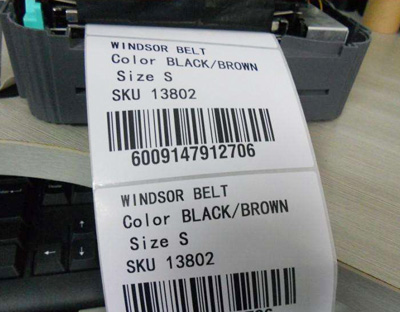 WINDSOR BELT
Color BLACK/BROWN
Size S
SKU 13802
6009147912706
WINDSOR BELT
Color BLACK/BROWN
Size S
SKU 13802